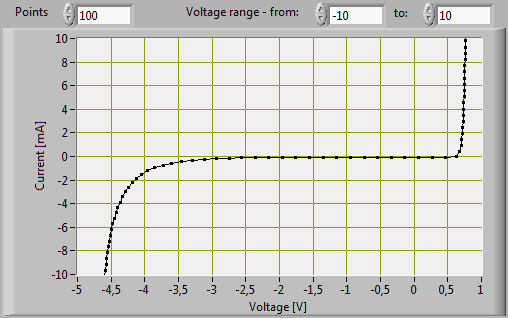 Points 100 Voltage range - from: -10 to: 10
10
8
6
4
2
0
-2
-4
-6
-8
-10
Current [mA]
-5 -4,5 -4 -3,5 -3 -2,5 -2 -1,5 -1 -0,5 0 0,5 1
Voltage [V]